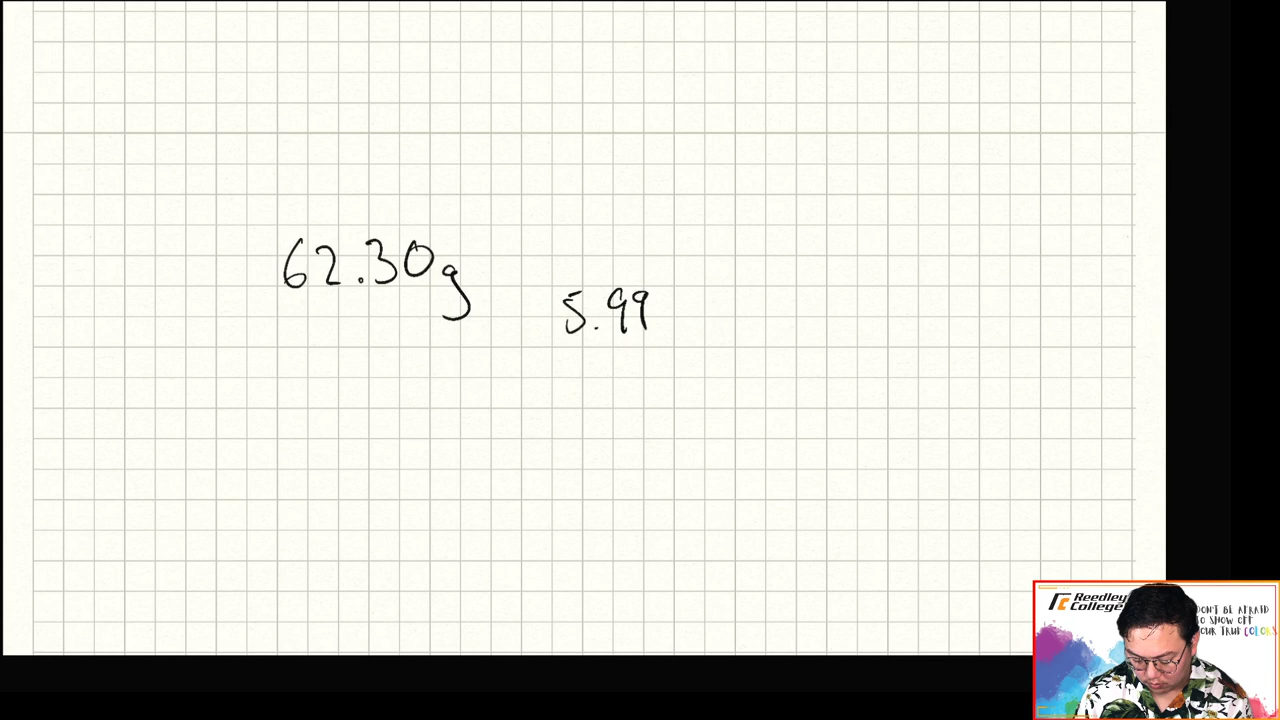 62.30g
5.99
Reedley
College
DON'T BE AFRAID
TO SHOW OFF
YOUR TRUE COLORS